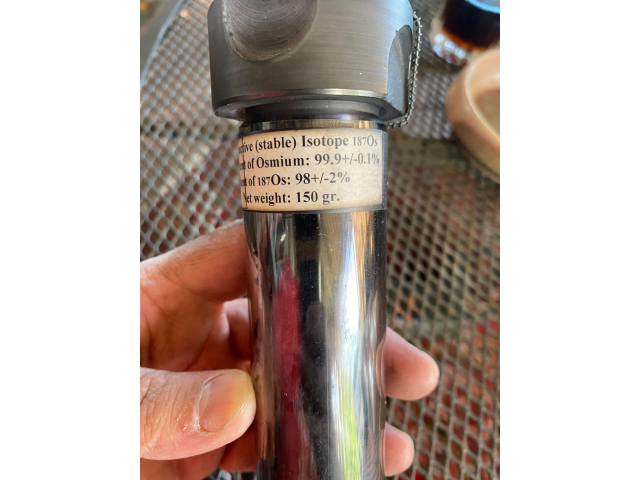 (stable) Isotope 187Os
of Osmium: 99.9+/-0.1%
of 187Os: 98+/-2%
weight: 150 gr.